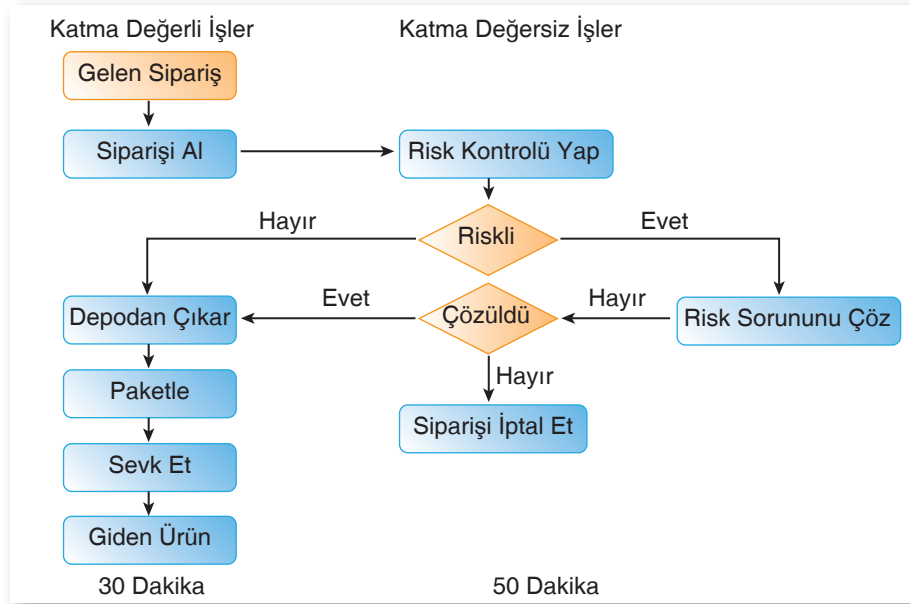 Katma Değerli İşler
Katma Değersiz İşler
Gelen Sipariş
Siparişi Al
Risk Kontrolü Yap
Hayır
Riskli
Evet
Depodan Çıkar
Evet
Çözüldü
Hayır
Risk Sorununu Çöz
Paketle
Hayır
Siparişi İptal Et
Sevk Et
Giden Ürün
30 Dakika
50 Dakika